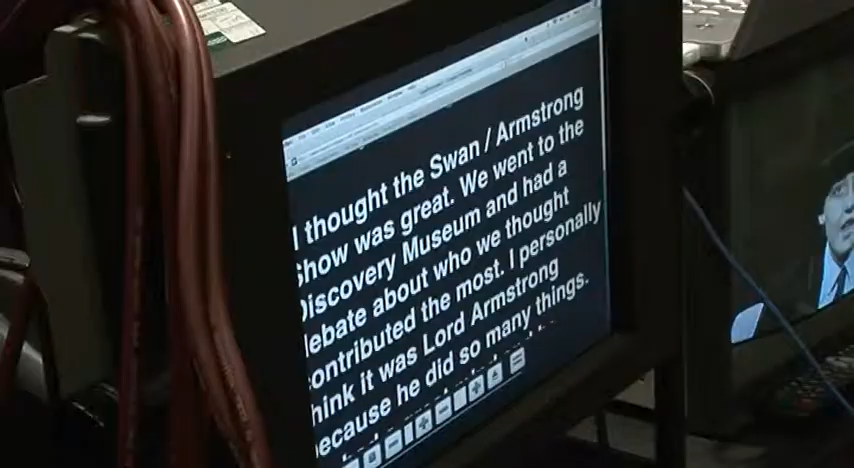 I thought the Swan / Armstrong
Show was great. We went to the
Discovery Museum and had a
debate about who we thought
contributed the most. I personally
think it was Lord Armstrong
because he did so many things.